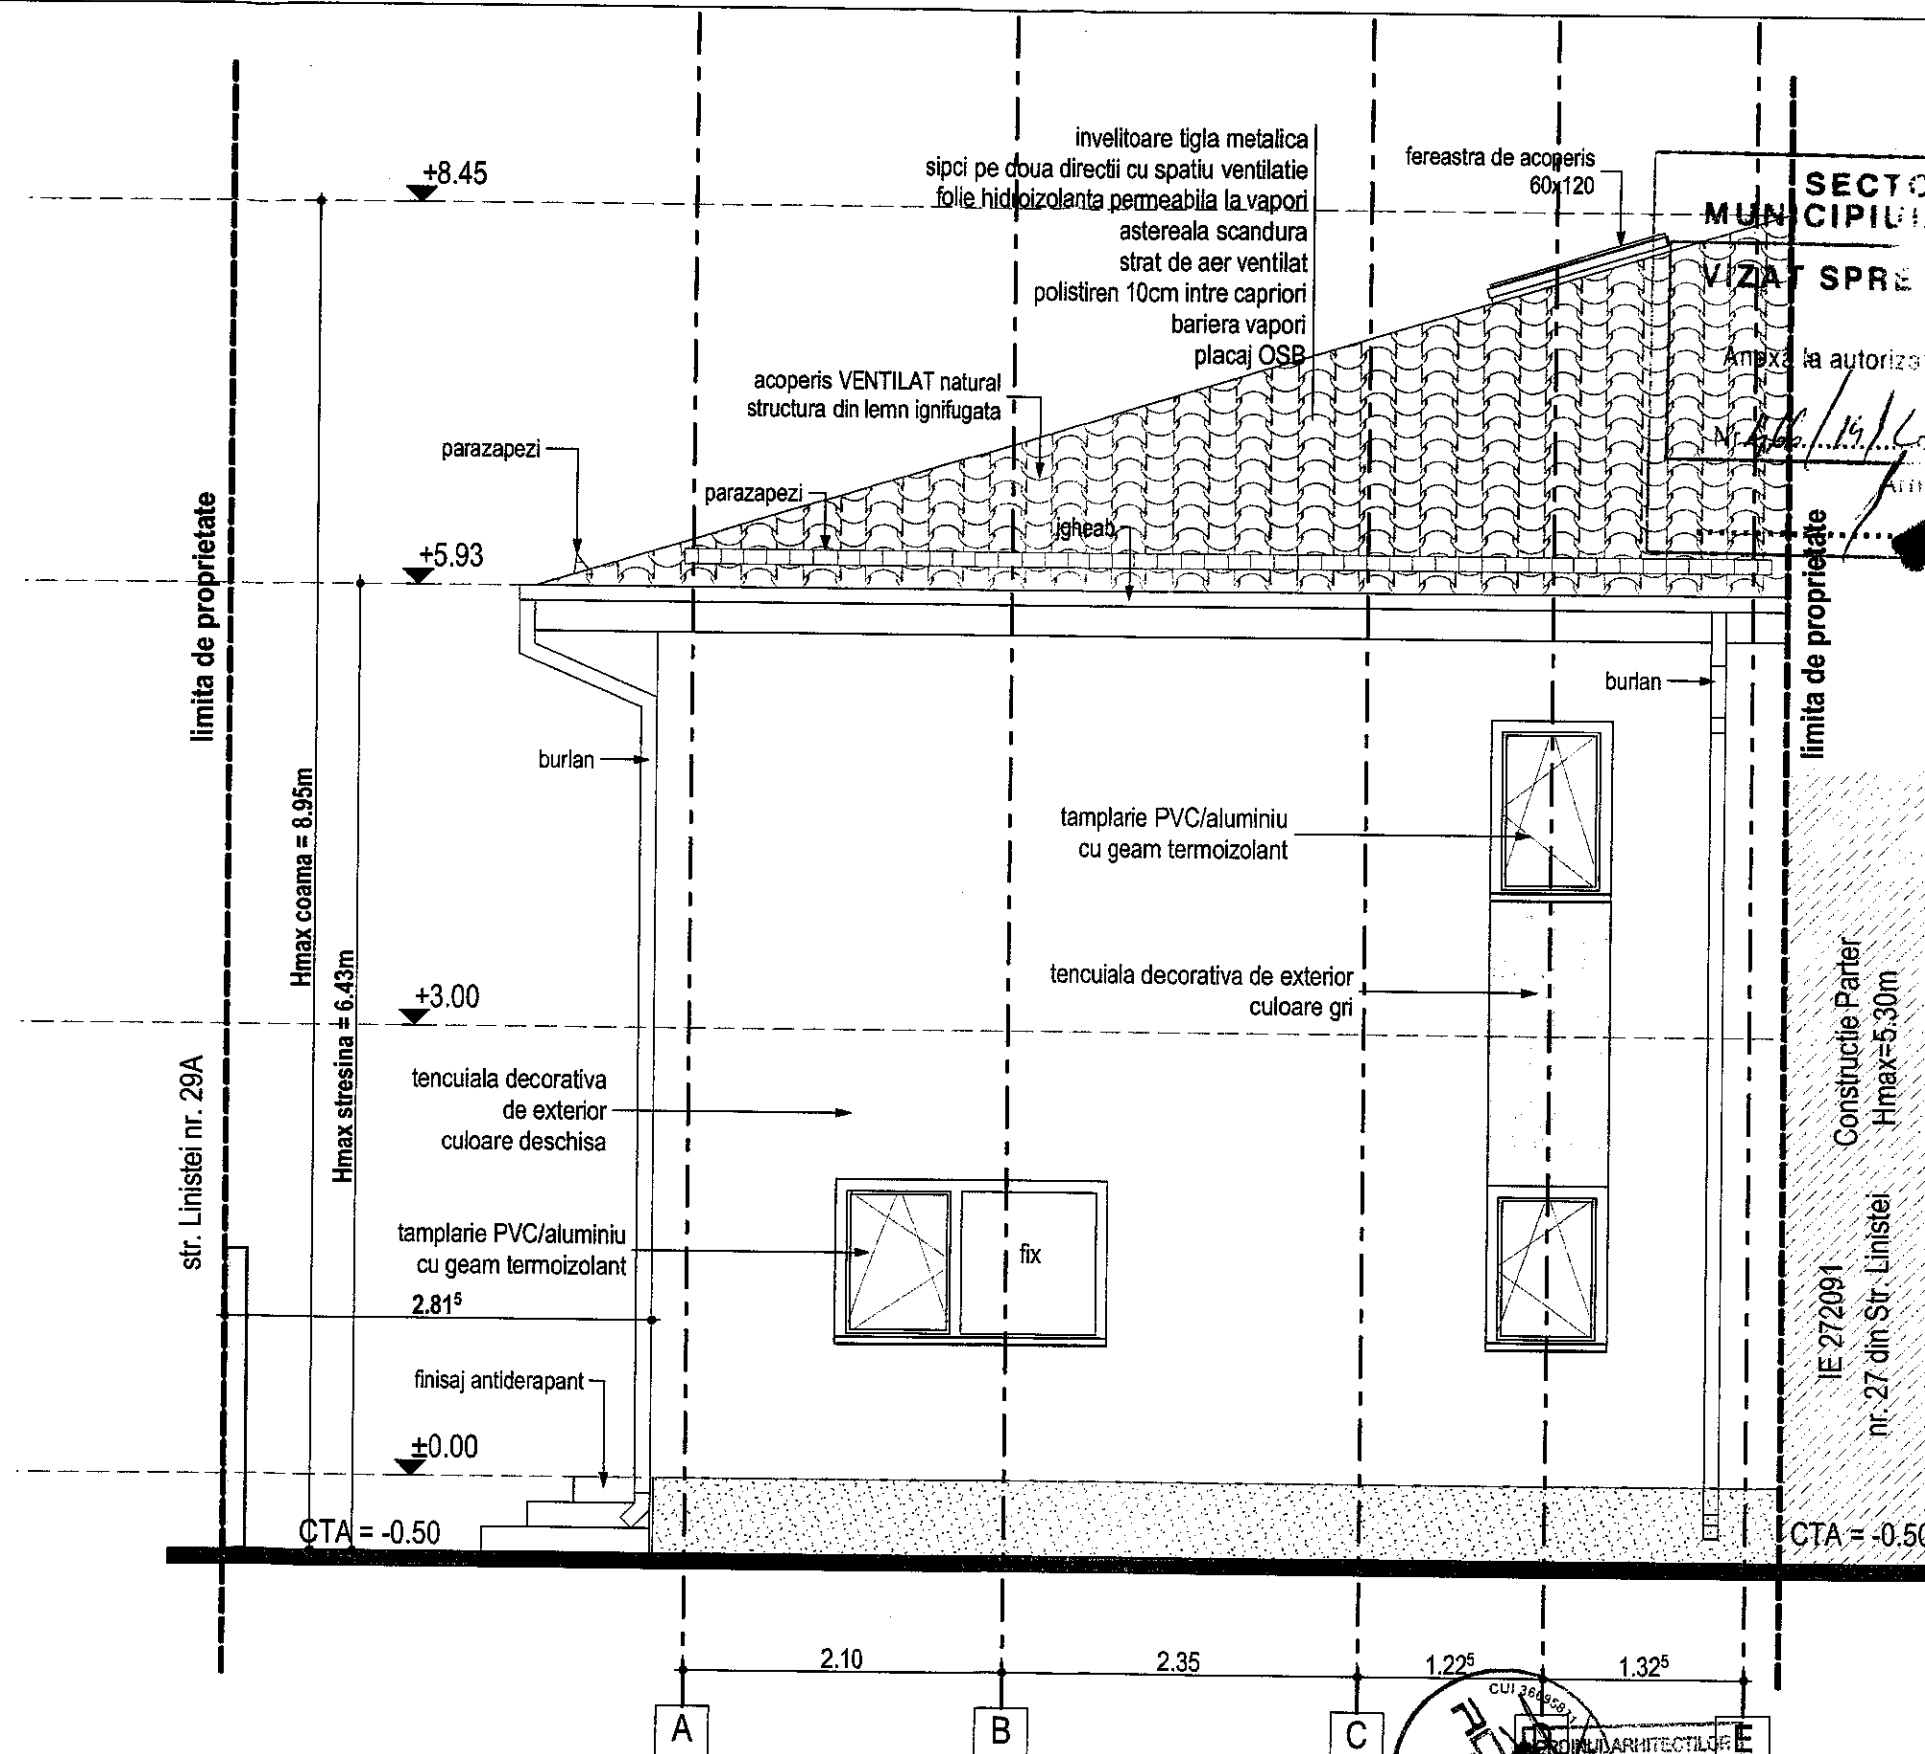 invelitoare tigla metalica
sipci pe doua directii cu spatiu ventilatie
folie hidroizolanta permeabila la vapori
astereala scandura
strat de aer ventilat
polistiren 10cm intre capriori
bariera vapori
placaj OSB
fereastra de acoperis
60x120
SECTO
MUNICIPIU
VIZAT SPRE
Anexă la autoriza
+8.45
acoperis VENTILAT natural
structura din lemn ignifugata
parazapezi
parazapezi
jgheab
+5.93
limita de proprietate
limita de proprietate
burlan
burlan
Hmax coama = 8.95m
Hmax stresina = 6.43m
tamplarie PVC/aluminiu
cu geam termoizolant
tencuiala decorativa de exterior
culoare gri
+3.00
str. Linistei nr. 29A
tencuiala decorativa
de exterior
culoare deschisa
tamplarie PVC/aluminiu
cu geam termoizolant
fix
2.81⁵
finisaj antiderapant
±0.00
CTA = -0.50
CTA = -0.50
Constructie Parter
Hmax=5.30m
IE 272091
nr. 27 din Str. Linistei
2.10
2.35
1.22⁵
1.32⁵
A
B
C
E
CUI
ORDINUL ARHITECTILOR